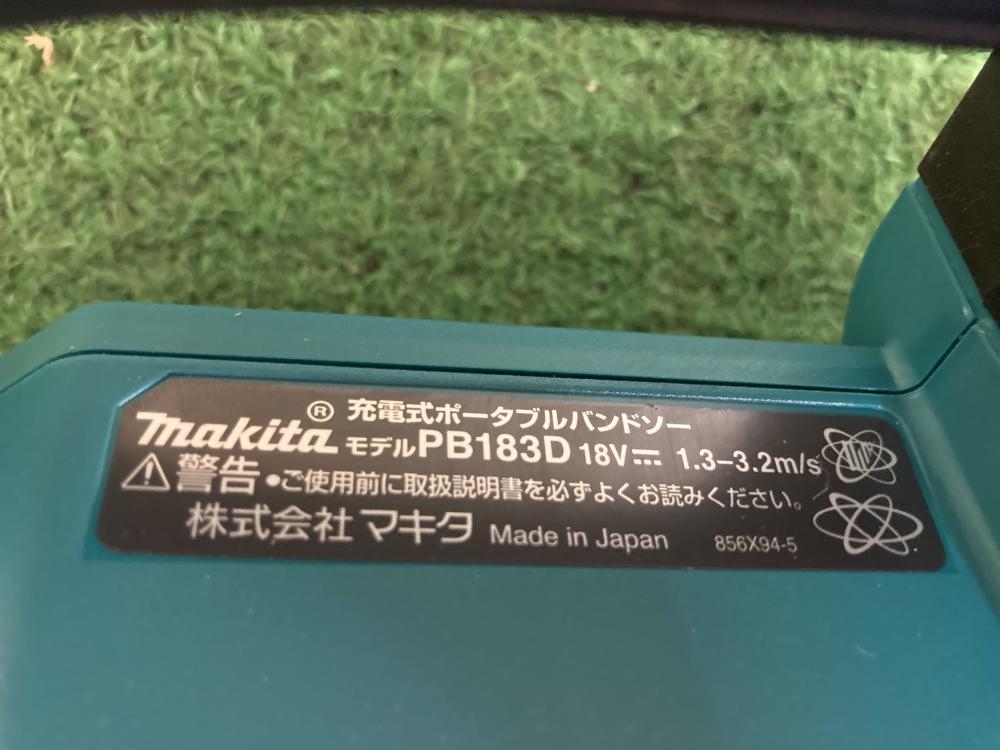 makita® 充電式ポータブルバンドソー
モデルPB183D 18V⎓ 1.3–3.2m/s
⚠警告 ●ご使用前に取扱説明書を必ずよくお読みください。
株式会社 マキタ Made in Japan 856X94-5